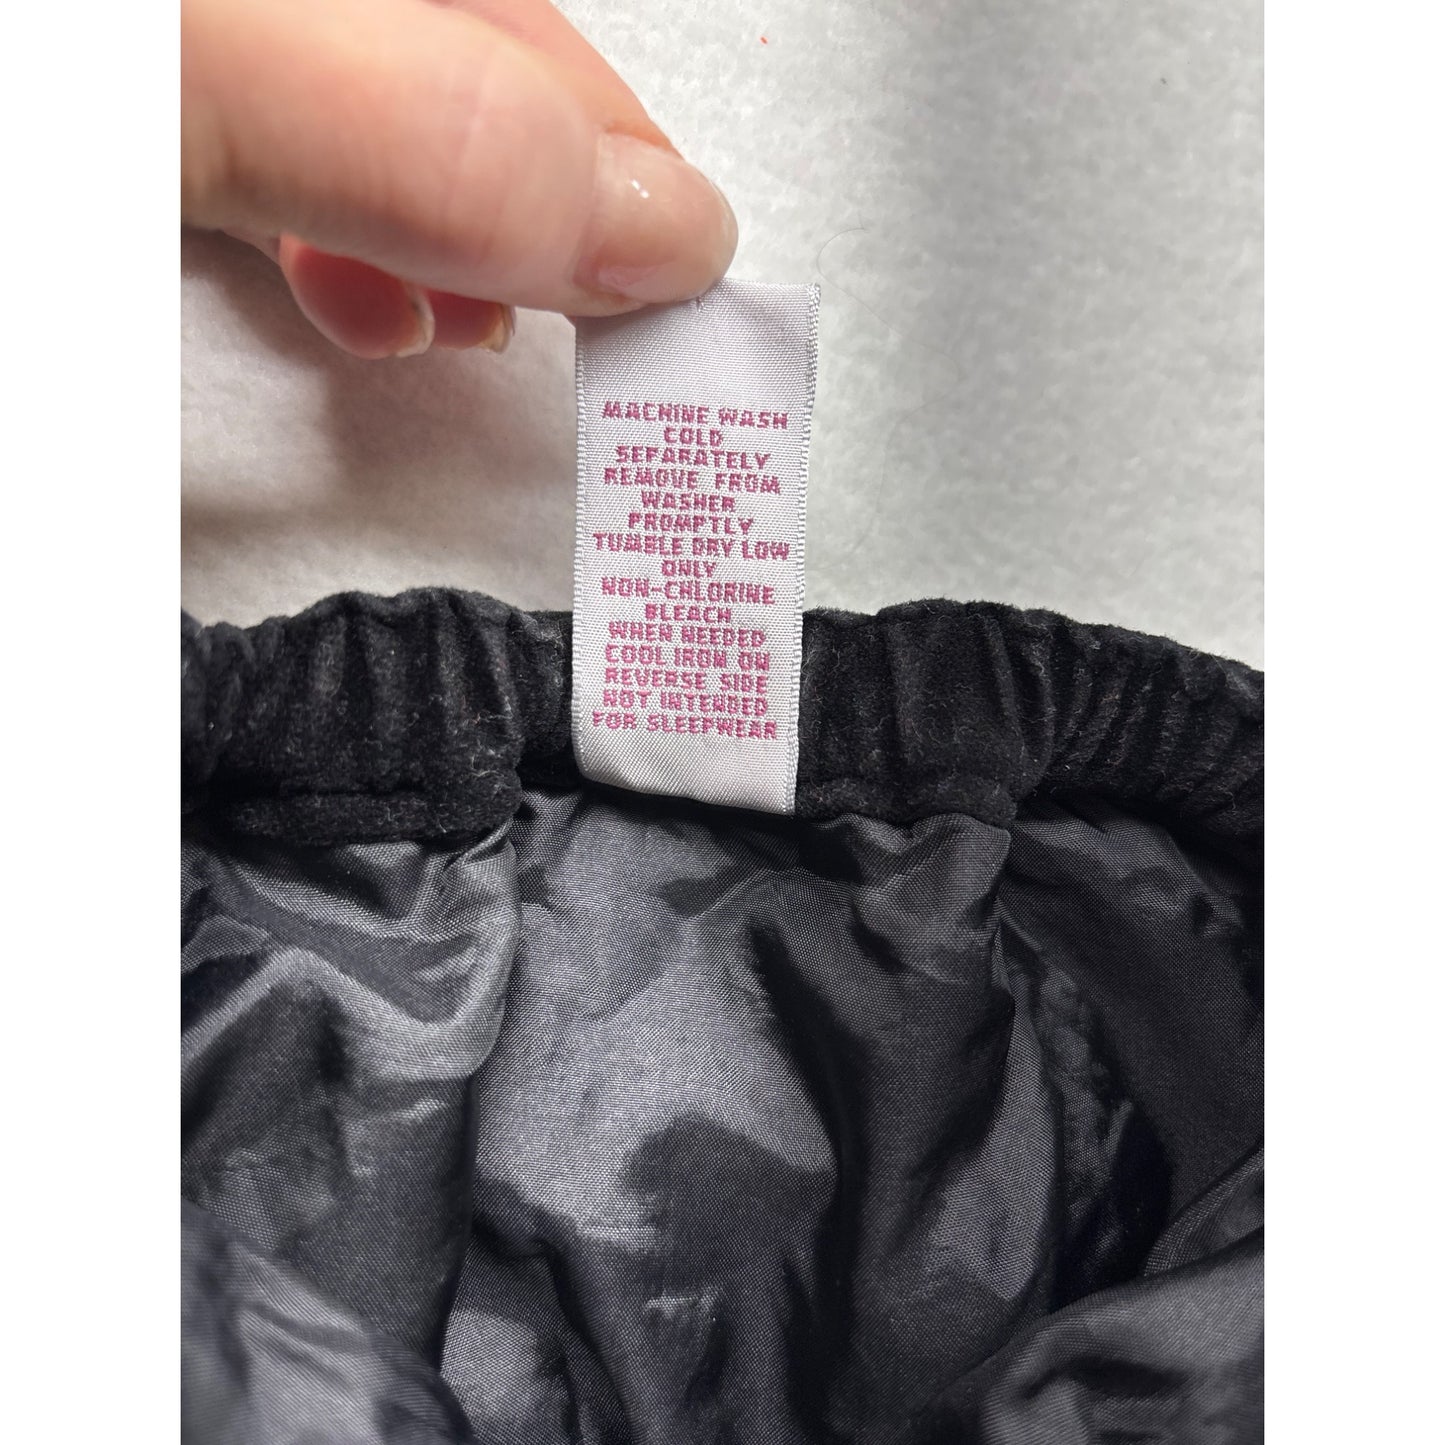 MACHINE WASH
COLD
SEPARATELY
REMOVE FROM
WASHER
PROMPTLY
TUMBLE DRY LOW
ONLY
NON-CHLORINE
BLEACH
WHEN NEEDED
COOL IRON ON
REVERSE SIDE
NOT INTENDED
FOR SLEEPWEAR